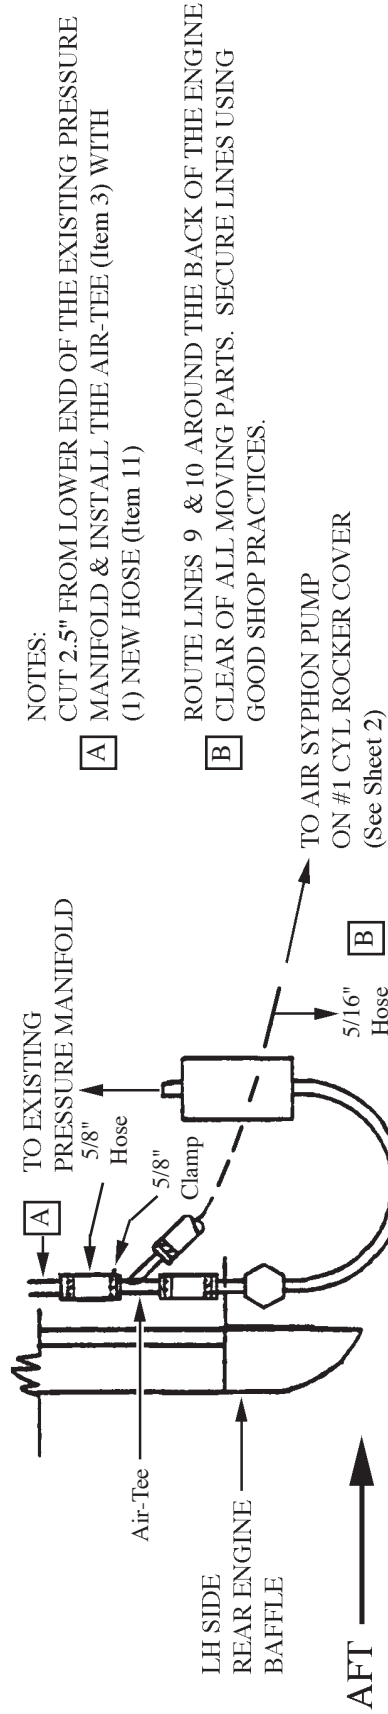 NOTES:
A
CUT 2.5" FROM LOWER END OF THE EXISTING PRESSURE
MANIFOLD & INSTALL THE AIR-TEE (Item 3) WITH
(1) NEW HOSE (Item 11)
B
ROUTE LINES 9 & 10 AROUND THE BACK OF THE ENGINE
CLEAR OF ALL MOVING PARTS. SECURE LINES USING
GOOD SHOP PRACTICES.
TO EXISTING
PRESSURE MANIFOLD
A
5/8"
Hose
5/8"
Clamp
Air-Tee
LH SIDE
REAR ENGINE
BAFFLE
AFT
TO AIR SYPHON PUMP
ON #1 CYL ROCKER COVER
(See Sheet 2)
5/16"
Hose
B